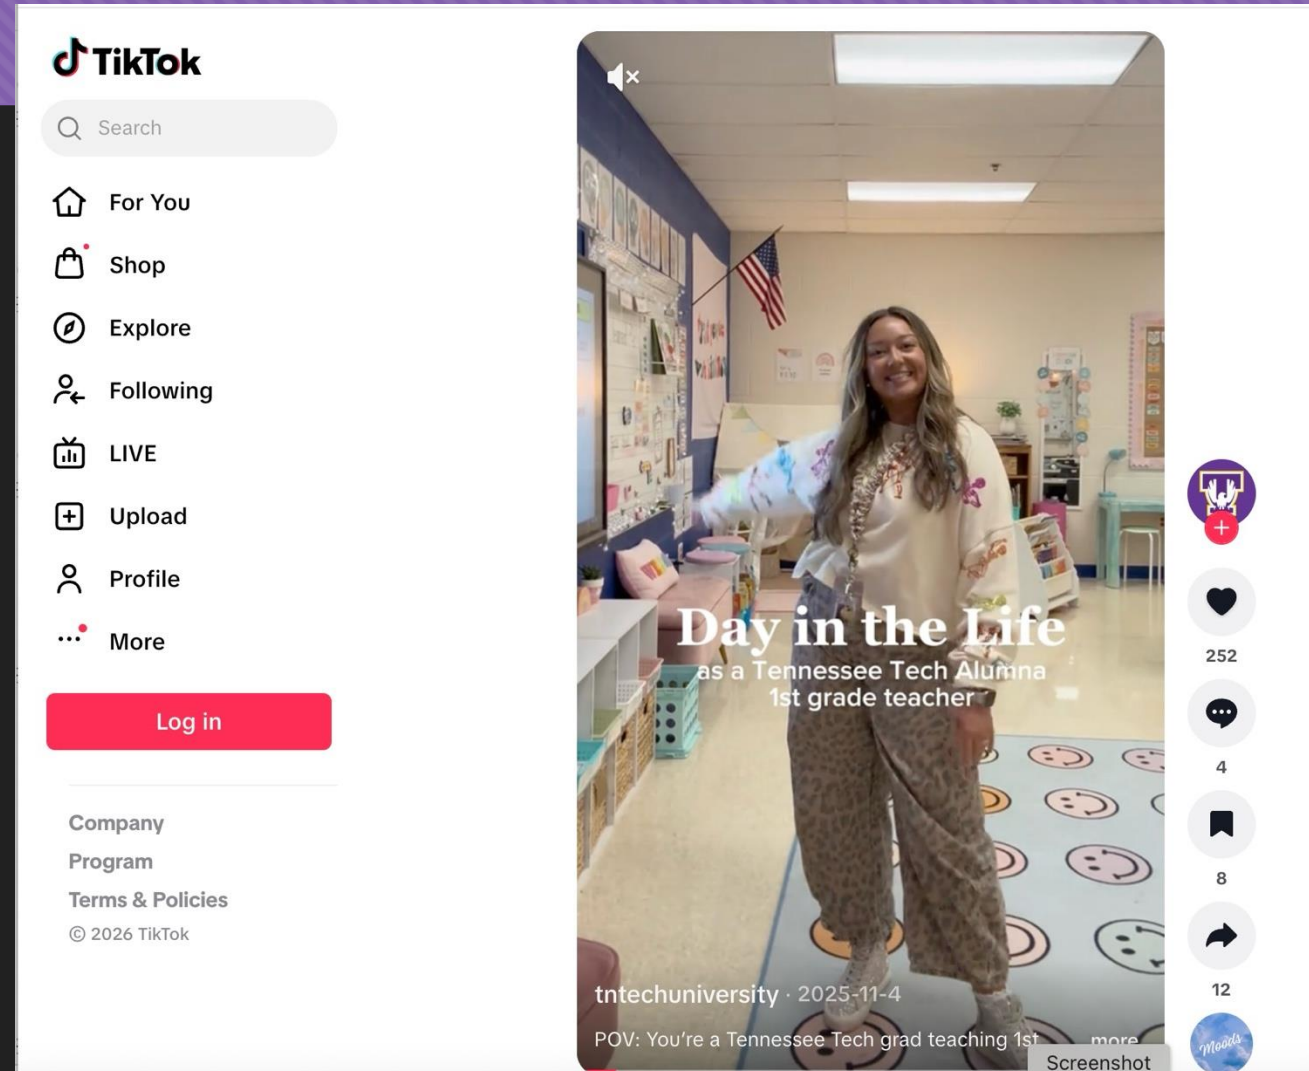 TikTok
Search
For You
Shop
Explore
Following
LIVE
Upload
Profile
More
Log in
Company
Program
Terms & Policies
© 2026 TikTok
Day in the Life
as a Tennessee Tech Alumna
1st grade teacher
tntechuniversity · 2025-11-4
POV: You’re a Tennessee Tech grad teaching 1st more
Screenshot
252
4
8
12
Moods